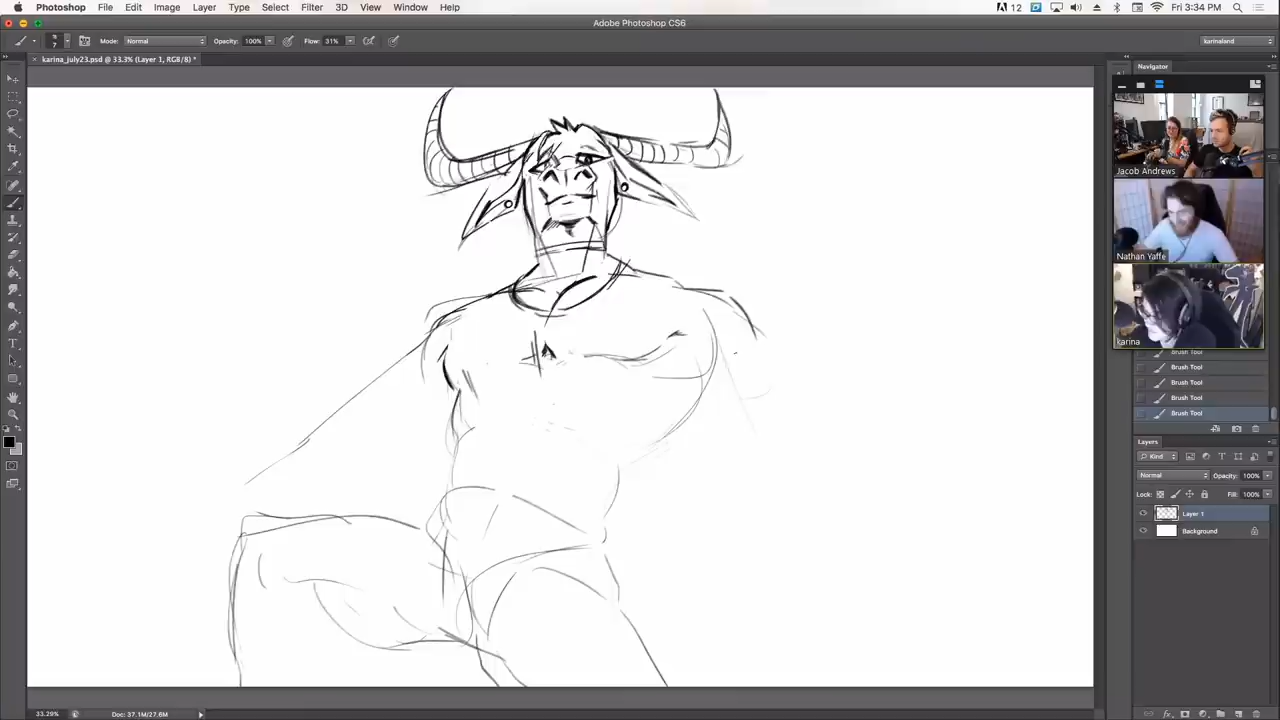 Photoshop File Edit Image Layer Type Select Filter 3D View Window Help 12 Fri 3:34 PM
Adobe Photoshop CS6
7 Mode: Normal Opacity: 100% Flow: 31% karinaland
karina_july23.psd @ 33.3% (Layer 1, RGB/8) *
Navigator
Jacob Andrews
Nathan Yaffe
karina
Brush Tool
Brush Tool
Brush Tool
Brush Tool
Brush Tool
Layers
Kind
Normal Opacity: 100%
Lock: Fill: 100%
Layer 1
Background
33.29% Doc: 37.1M/27.6M